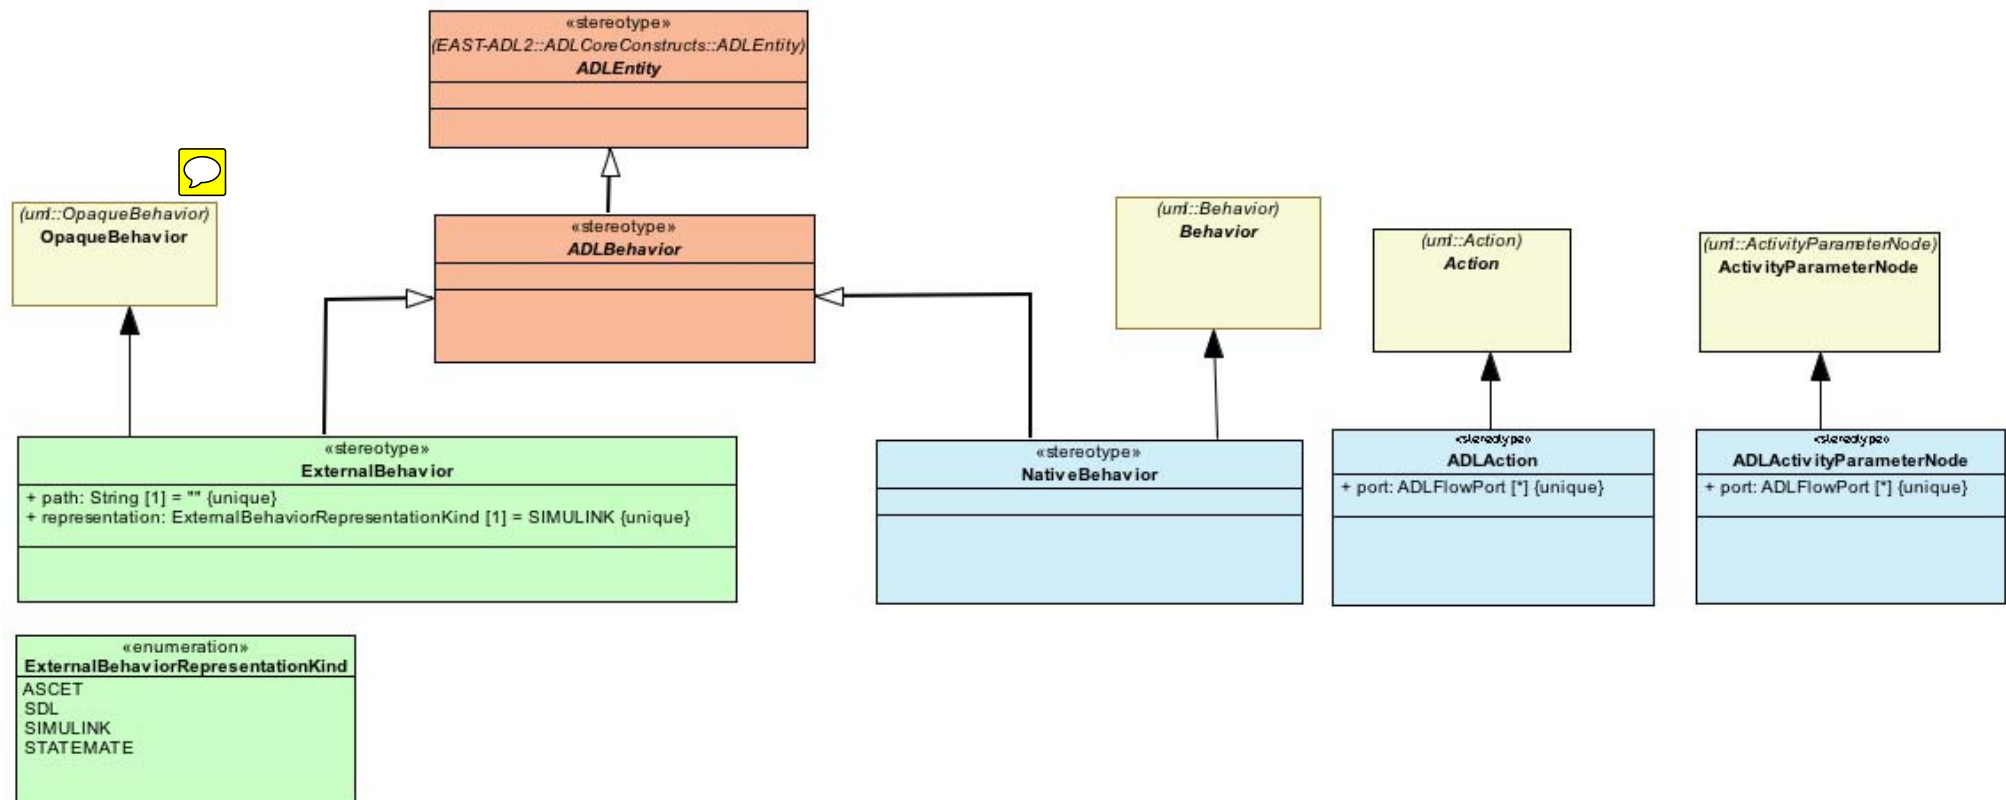 «stereotype»
(EAST-ADL2::ADLCoreConstructs::ADLEntity)
ADLEntity
(uml::OpaqueBehavior)
OpaqueBehavior
«stereotype»
ADLBehavior
(uml::Behavior)
Behavior
(uml::Action)
Action
(uml::ActivityParameterNode)
ActivityParameterNode
«stereotype»
ExternalBehavior
+ path: String [1] = "" {unique}
+ representation: ExternalBehaviorRepresentationKind [1] = SIMULINK {unique}
«stereotype»
NativeBehavior
«stereotype»
ADLAction
+ port: ADLFlowPort [*] {unique}
«stereotype»
ADLActivityParameterNode
+ port: ADLFlowPort [*] {unique}
«enumeration»
ExternalBehaviorRepresentationKind
ASCET
SDL
SIMULINK
STATEMATE